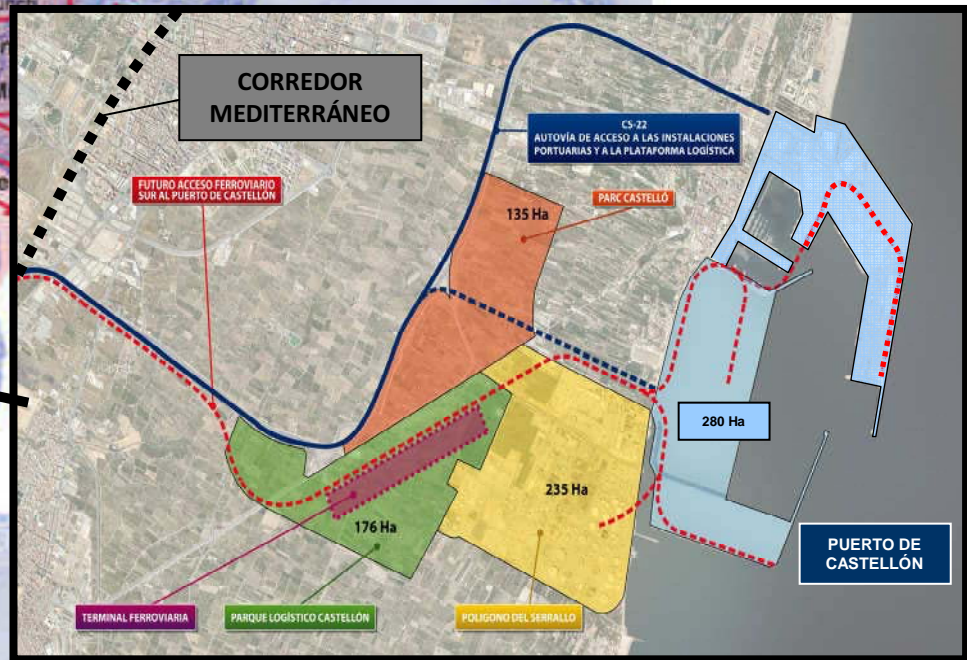 CORREDOR
MEDITERRÁNEO
CS-22
AUTOVÍA DE ACCESO A LAS INSTALACIONES
PORTUARIAS Y A LA PLATAFORMA LOGÍSTICA
FUTURO ACCESO FERROVIARIO
SUR AL PUERTO DE CASTELLÓN
135 Ha
PARC CASTELLÓ
280 Ha
235 Ha
176 Ha
PUERTO DE
CASTELLÓN
TERMINAL FERROVIARIA
PARQUE LOGÍSTICO CASTELLÓN
POLIGONO DEL SERRALLO